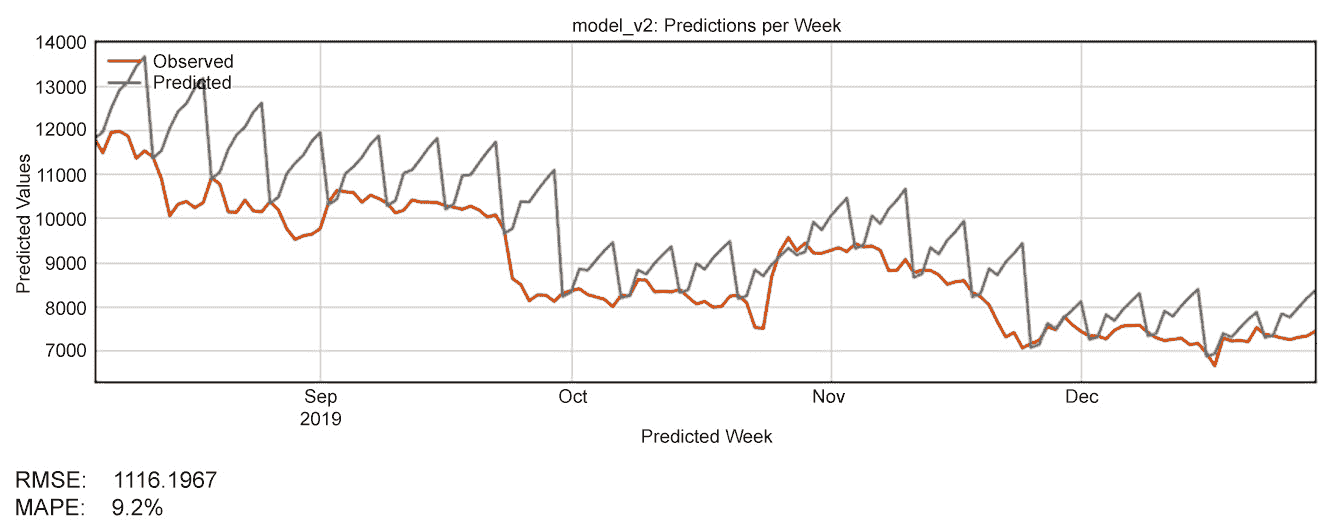 model_v2: Predictions per Week
14000
13000
12000
11000
10000
9000
8000
7000
Predicted Values
Observed
Predicted
Sep
2019
Oct
Nov
Dec
Predicted Week
RMSE: 1116.1967
MAPE: 9.2%